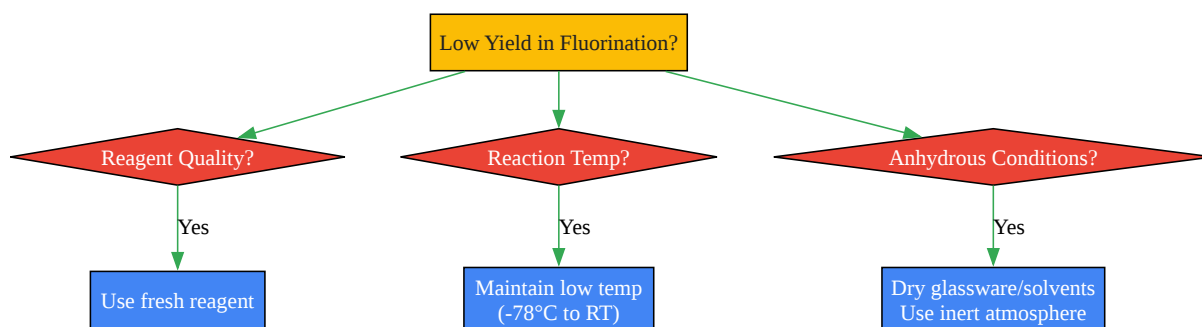 Low Yield in Fluorination?
Reagent Quality?
Reaction Temp?
Anhydrous Conditions?
Yes
Yes
Yes
Use fresh reagent
Maintain low temp
(-78°C to RT)
Dry glassware/solvents
Use inert atmosphere